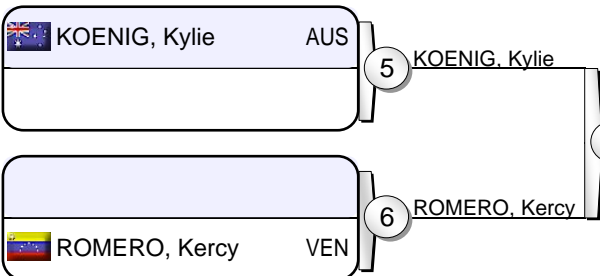 KOENIG, Kylie AUS
5 KOENIG, Kylie
6 ROMERO, Kercy
ROMERO, Kercy VEN